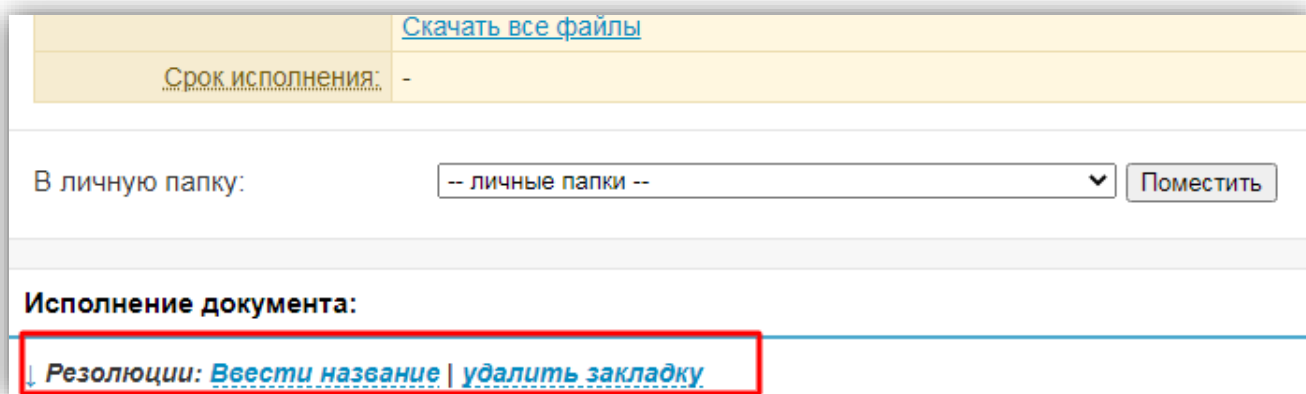 Скачать все файлы
Срок исполнения: -
В личную папку: -- личные папки -- Поместить
Исполнение документа:
↓ Резолюции: Ввести название | удалить закладку